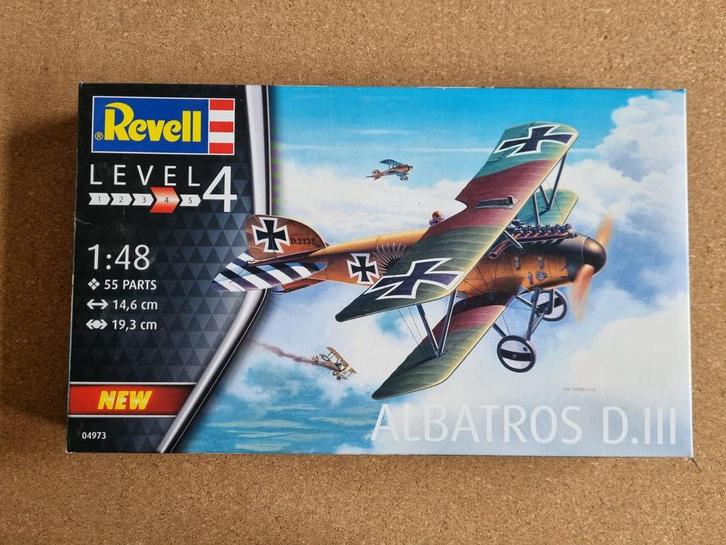 ® Revell
LEVEL 4
1 2 3 4 5
1:48
55 PARTS
14,6 cm
19,3 cm
NEW
04973
D.2135
ALBATROS D.III